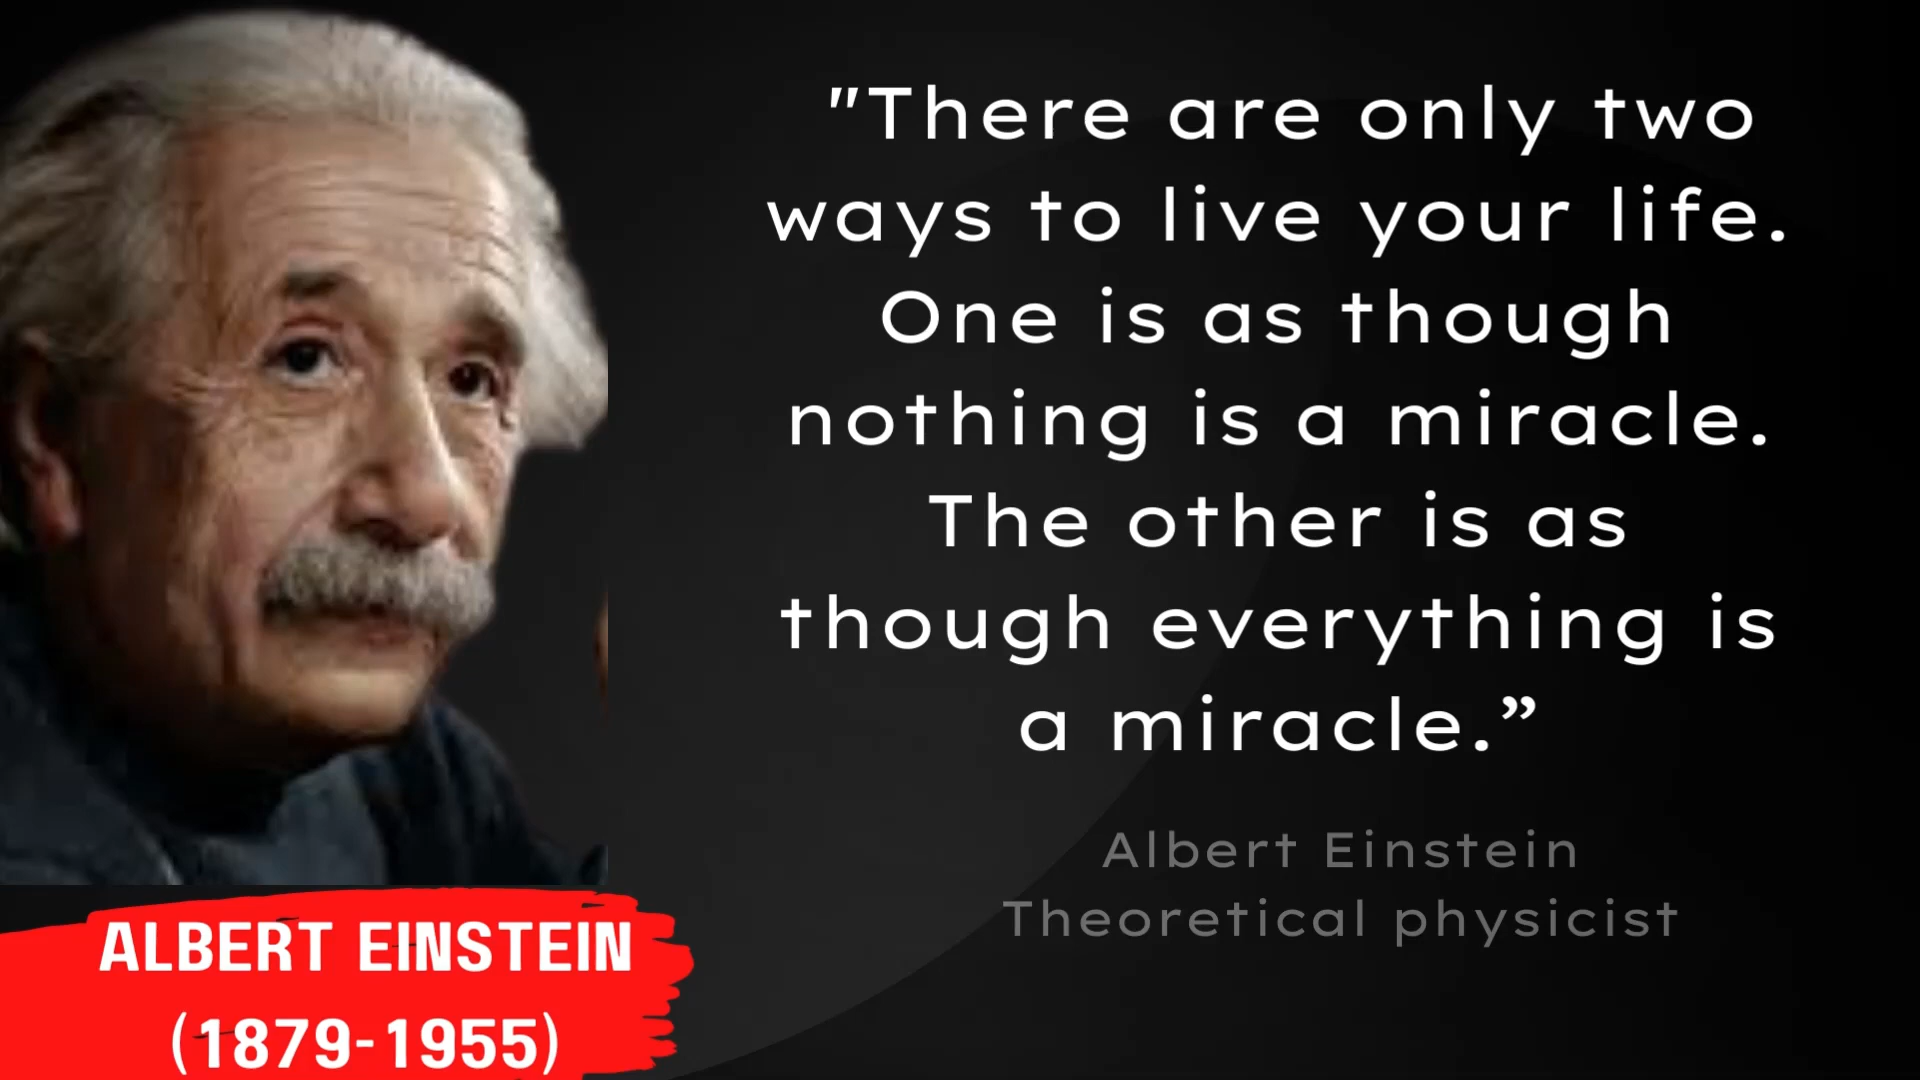 "There are only two
ways to live your life.
One is as though
nothing is a miracle.
The other is as
though everything is
a miracle.”
Albert Einstein
Theoretical physicist
ALBERT EINSTEIN
(1879-1955)